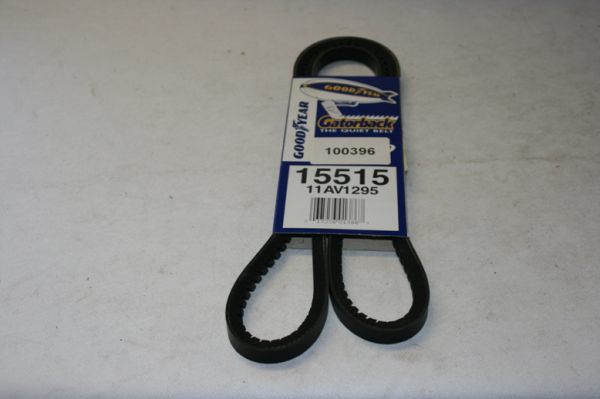 GOODYEAR
GOODYEAR
Gatorback
THE QUIET BELT
100396
15515
11AV1295